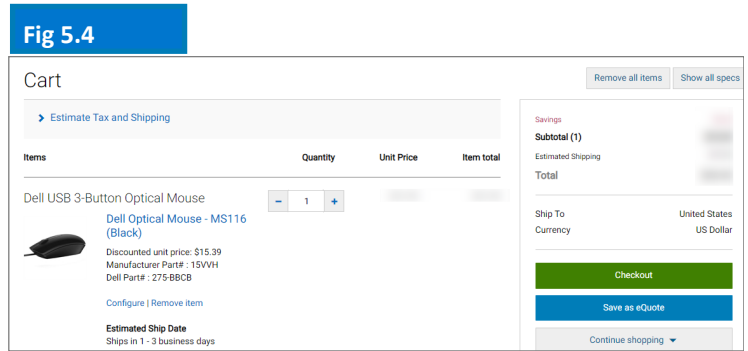 Fig 5.4
Cart
Remove all items
Show all specs
Estimate Tax and Shipping
Items Quantity Unit Price Item total
Dell USB 3-Button Optical Mouse
- 1 +
Dell Optical Mouse - MS116
(Black)
Discounted unit price: $15.39
Manufacturer Part# : 15VVH
Dell Part# : 275-BBCB
Configure | Remove item
Estimated Ship Date
Ships in 1 - 3 business days
Savings
Subtotal (1)
Estimated Shipping
Total
Ship To United States
Currency US Dollar
Checkout
Save as eQuote
Continue shopping